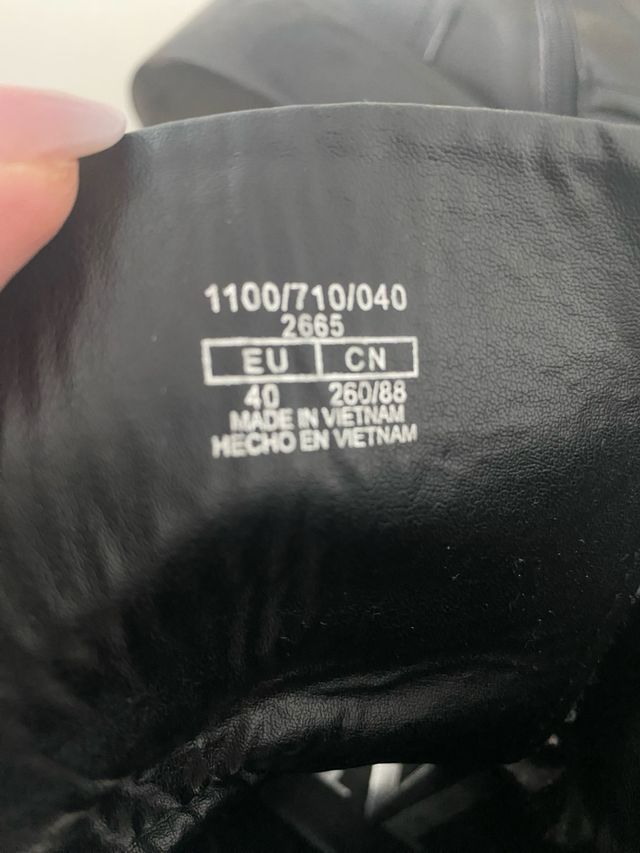 1100/710/040
2665
EU CN
40 260/88
MADE IN VIETNAM
HECHO EN VIETNAM